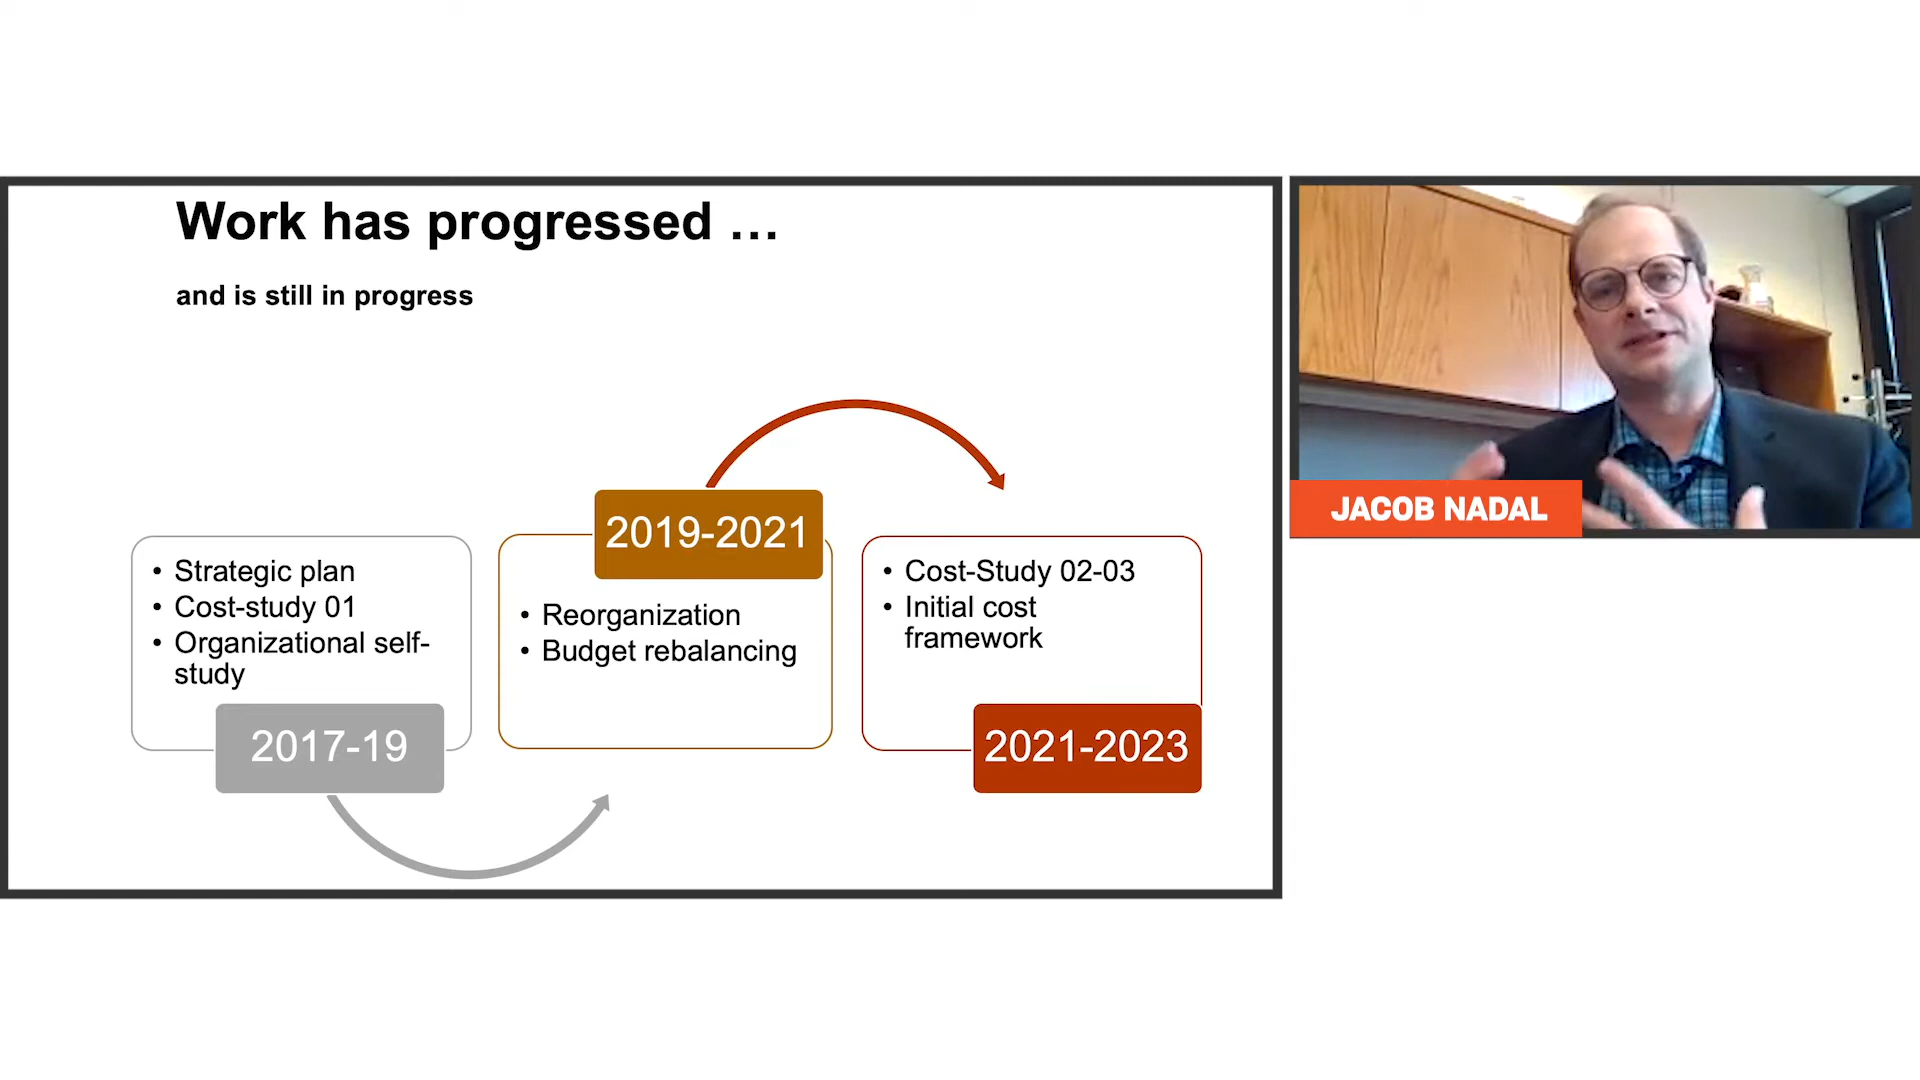 Work has progressed …
and is still in progress
• Strategic plan
• Cost-study 01
• Organizational self-
study
2017-19
2019-2021
• Reorganization
• Budget rebalancing
• Cost-Study 02-03
• Initial cost
framework
2021-2023
JACOB NADAL